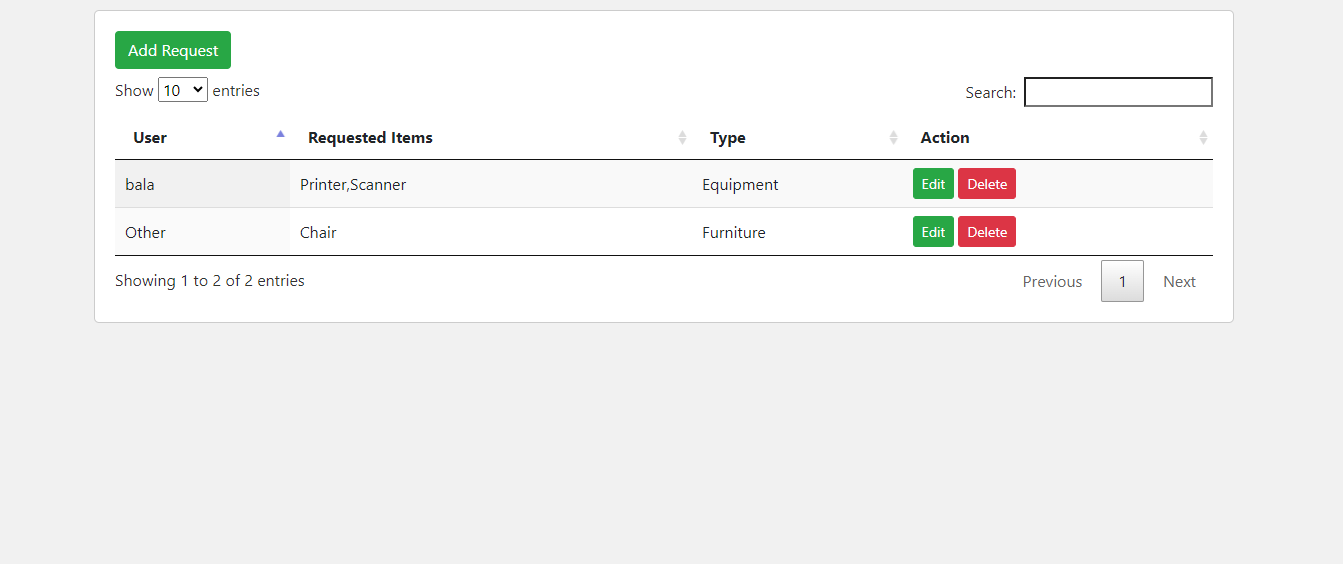 Add Request
Show 10 entries Search:
User Requested Items Type Action
bala Printer,Scanner Equipment Edit Delete
Other Chair Furniture Edit Delete
Showing 1 to 2 of 2 entries Previous 1 Next